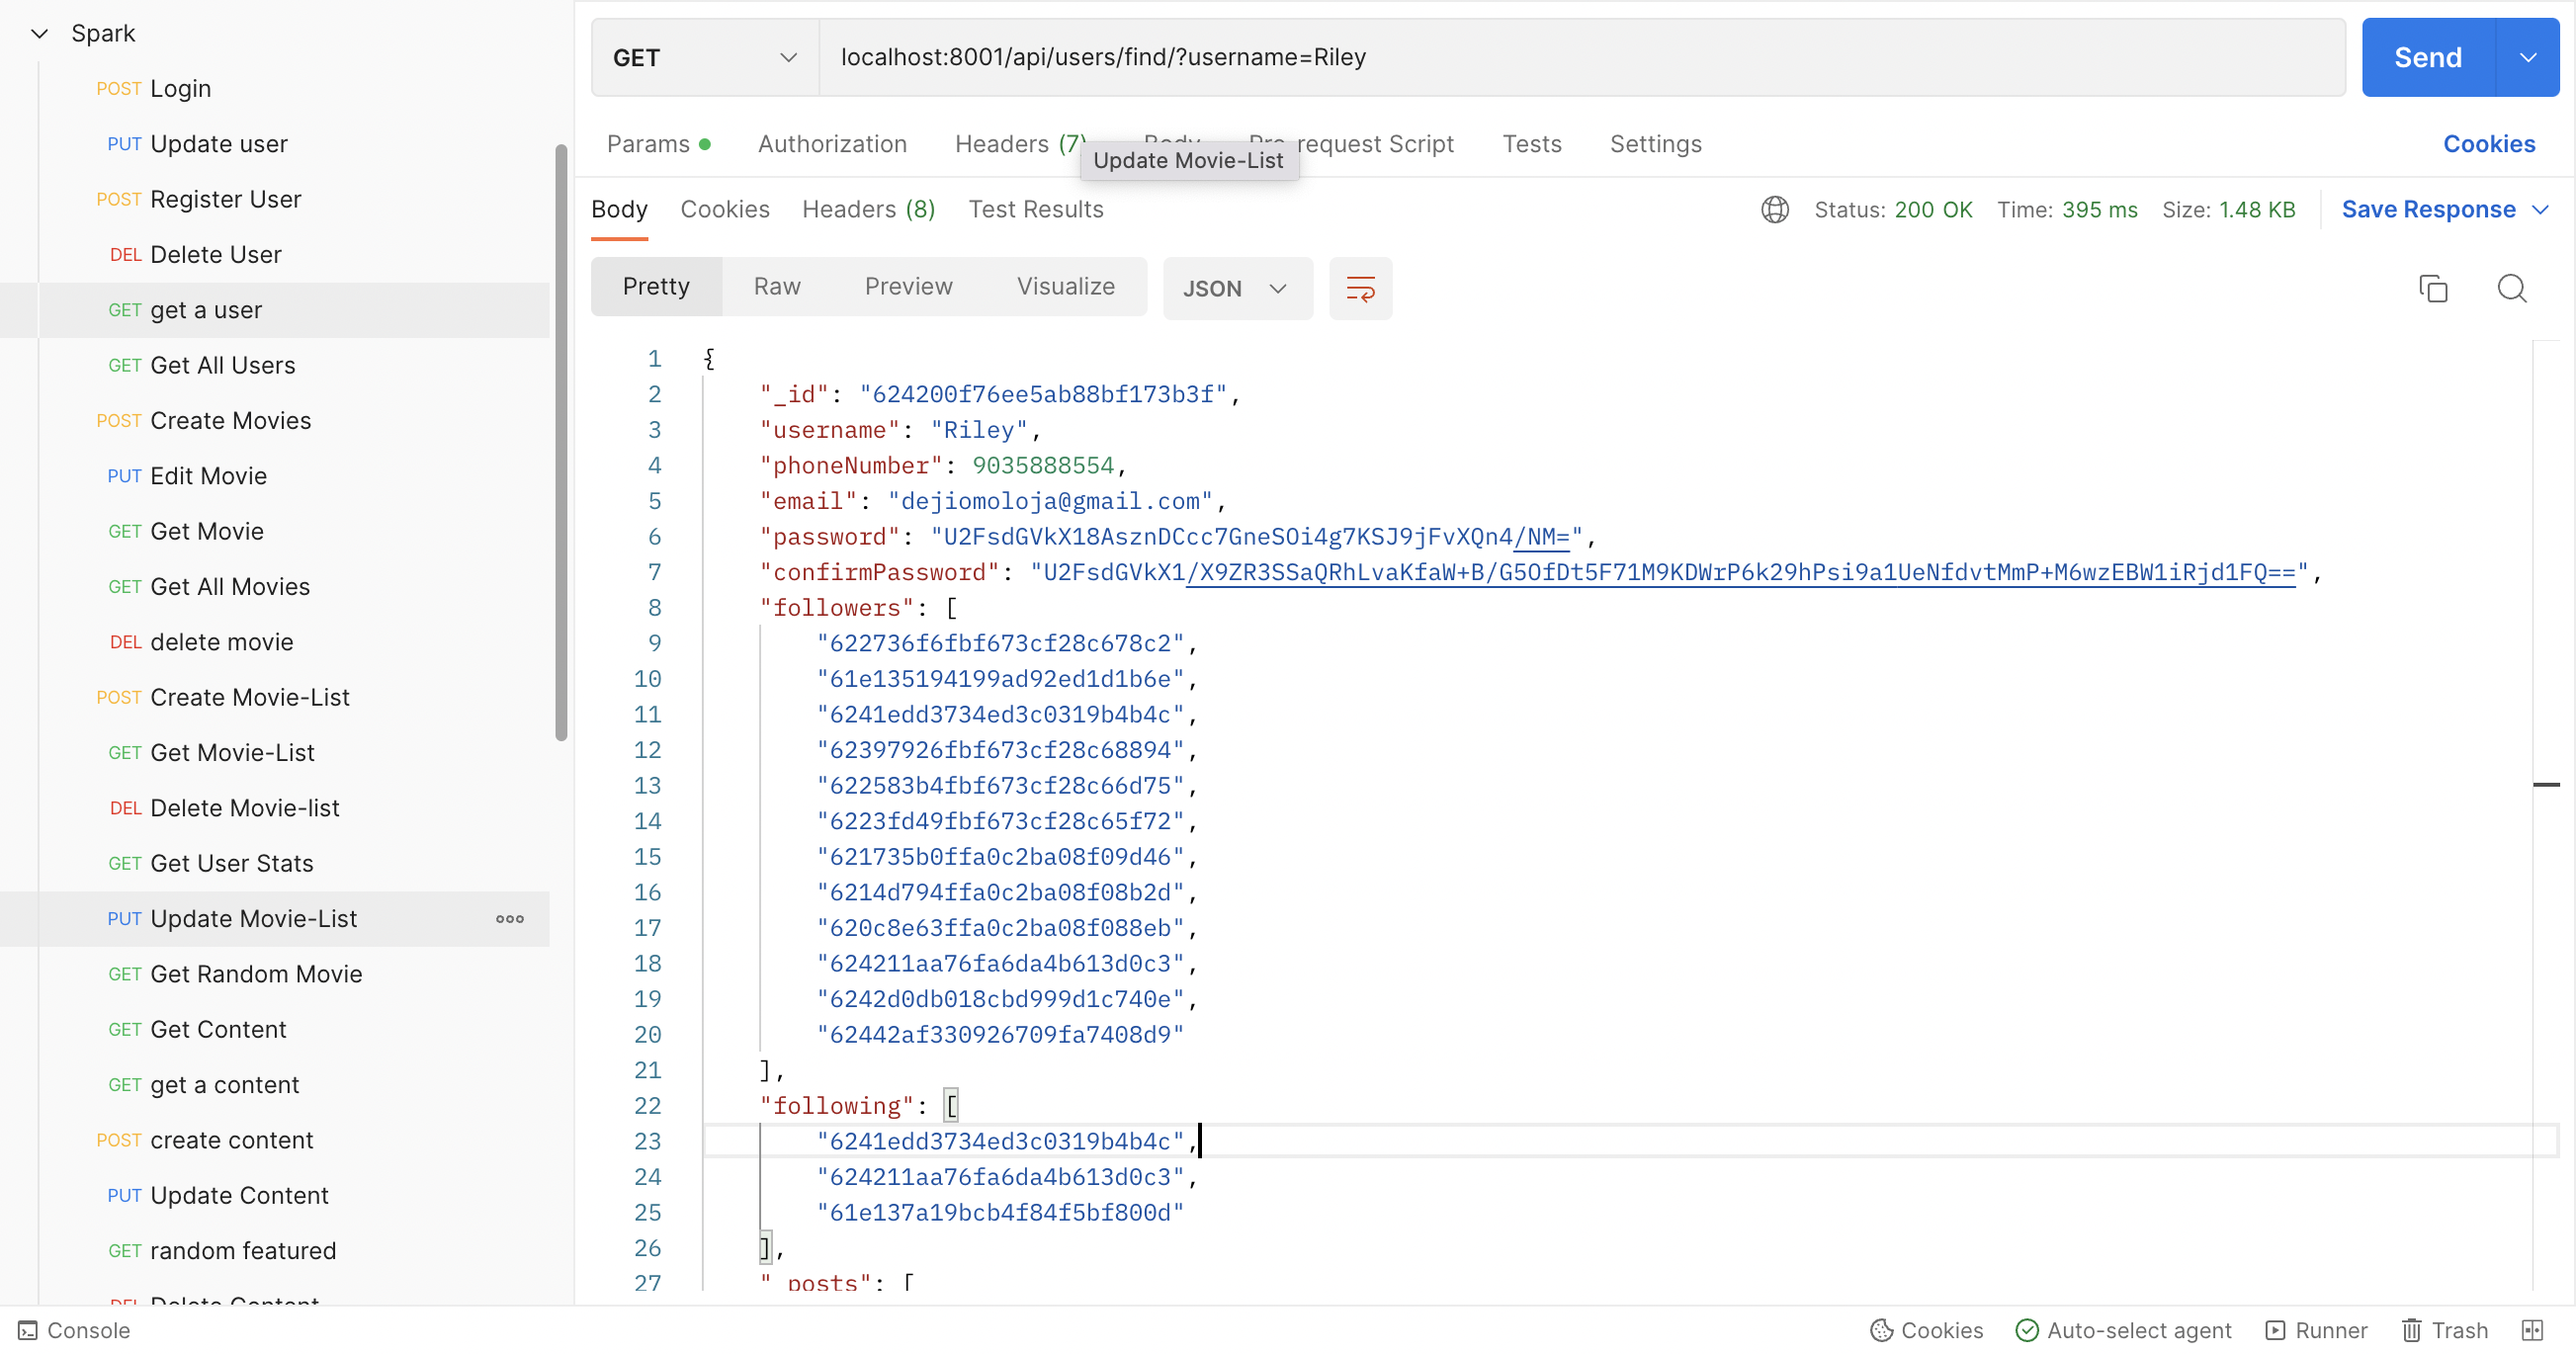 Spark
POST Login
PUT Update user
POST Register User
DEL Delete User
GET get a user
GET Get All Users
POST Create Movies
PUT Edit Movie
GET Get Movie
GET Get All Movies
DEL delete movie
POST Create Movie-List
GET Get Movie-List
DEL Delete Movie-list
GET Get User Stats
PUT Update Movie-List
GET Get Random Movie
GET Get Content
GET get a content
POST create content
PUT Update Content
GET random featured
DEL Delete Content
GET localhost:8001/api/users/find/?username=Riley Send
Params Authorization Headers (7) Body Pre-request Script Tests Settings Cookies
Update Movie-List
Body Cookies Headers (8) Test Results Status: 200 OK Time: 395 ms Size: 1.48 KB Save Response
Pretty Raw Preview Visualize JSON
1 {
2 "_id": "624200f76ee5ab88bf173b3f",
3 "username": "Riley",
4 "phoneNumber": 9035888554,
5 "email": "dejiomoloja@gmail.com",
6 "password": "U2FsdGVkX18AsznDCcc7GneSOi4g7KSJ9jFvXQn4/NM=",
7 "confirmPassword": "U2FsdGVkX1/X9ZR3SSaQRhLvaKfaW+B/G5OfDt5F71M9KDWrP6k29hPsi9a1UeNfdvtMmP+M6wzEBW1iRjd1FQ==",
8 "followers": [
9 "622736f6fbf673cf28c678c2",
10 "61e135194199ad92ed1d1b6e",
11 "6241edd3734ed3c0319b4b4c",
12 "62397926fbf673cf28c68894",
13 "622583b4fbf673cf28c66d75",
14 "6223fd49fbf673cf28c65f72",
15 "621735b0ffa0c2ba08f09d46",
16 "6214d794ffa0c2ba08f08b2d",
17 "620c8e63ffa0c2ba08f088eb",
18 "624211aa76fa6da4b613d0c3",
19 "6242d0db018cbd999d1c740e",
20 "62442af330926709fa7408d9"
21 ],
22 "following": [
23 "6241edd3734ed3c0319b4b4c",
24 "624211aa76fa6da4b613d0c3",
25 "61e137a19bcb4f84f5bf800d"
26 ],
27 "_posts": [
Console Cookies Auto-select agent Runner Trash